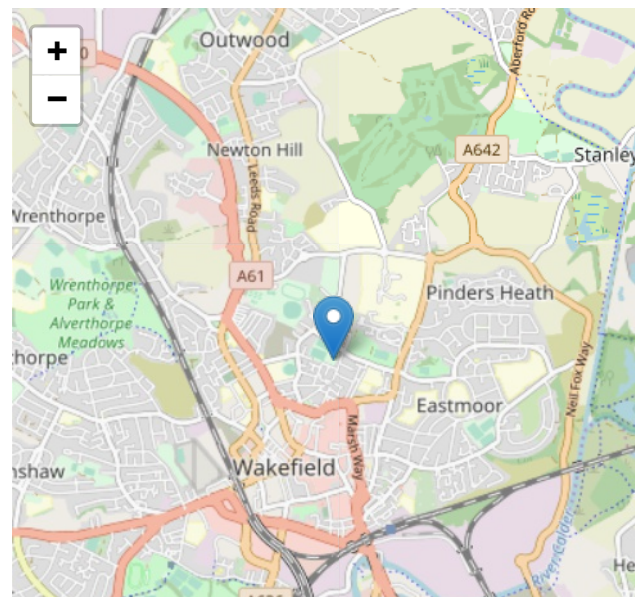 +
−
Outwood
Aberford Ro
Newton Hill
A642
Stanley
Leeds Road
Wrenthorpe
A61
Wrenthorpe
Park &
Alverthorpe
Meadows
Pinders Heath
thorpe
Neil Fox Way
Eastmoor
Marsh Way
nshaw
Wakefield
River Calder
He